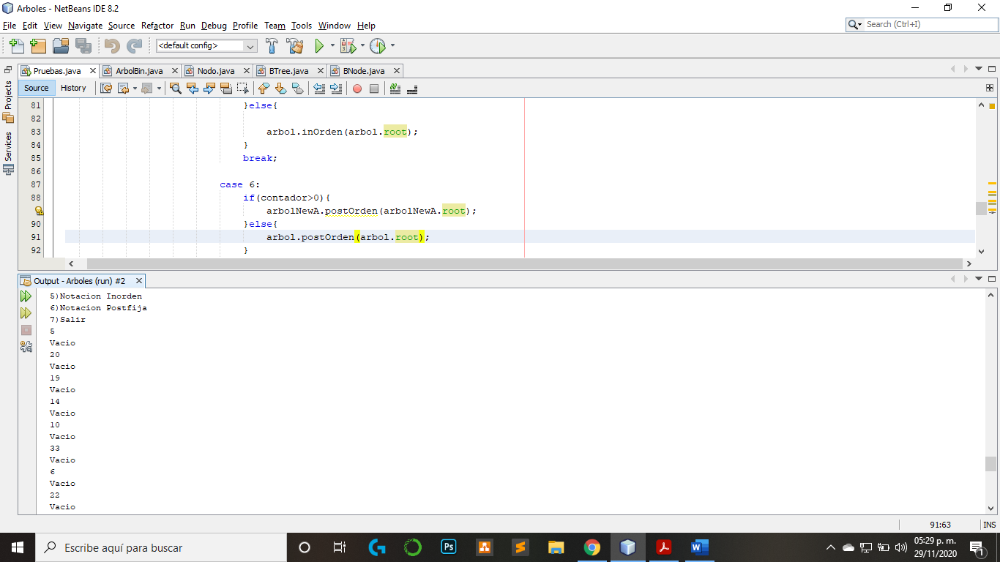 Arboles - NetBeans IDE 8.2
File Edit View Navigate Source Refactor Run Debug Profile Team Tools Window Help
Search (Ctrl+I)
<default config>
Pruebas.java ArbolBin.java Nodo.java BTree.java BNode.java
Source History
Projects
Services
81 }else{
82
83 arbol.inOrden(arbol.root);
84 }
85 break;
86
87 case 6:
88 if(contador>0){
arbolNewA.postOrden(arbolNewA.root);
90 }else{
91 arbol.postOrden(arbol.root);
92 }
Output - Arboles (run) #2
5)Notacion Inorden
6)Notacion Postfija
7)Salir
5
Vacio
20
Vacio
19
Vacio
14
Vacio
10
Vacio
33
Vacio
6
Vacio
22
Vacio
91:63 INS
Escribe aquí para buscar
Ps
W
05:29 p. m.
29/11/2020
1